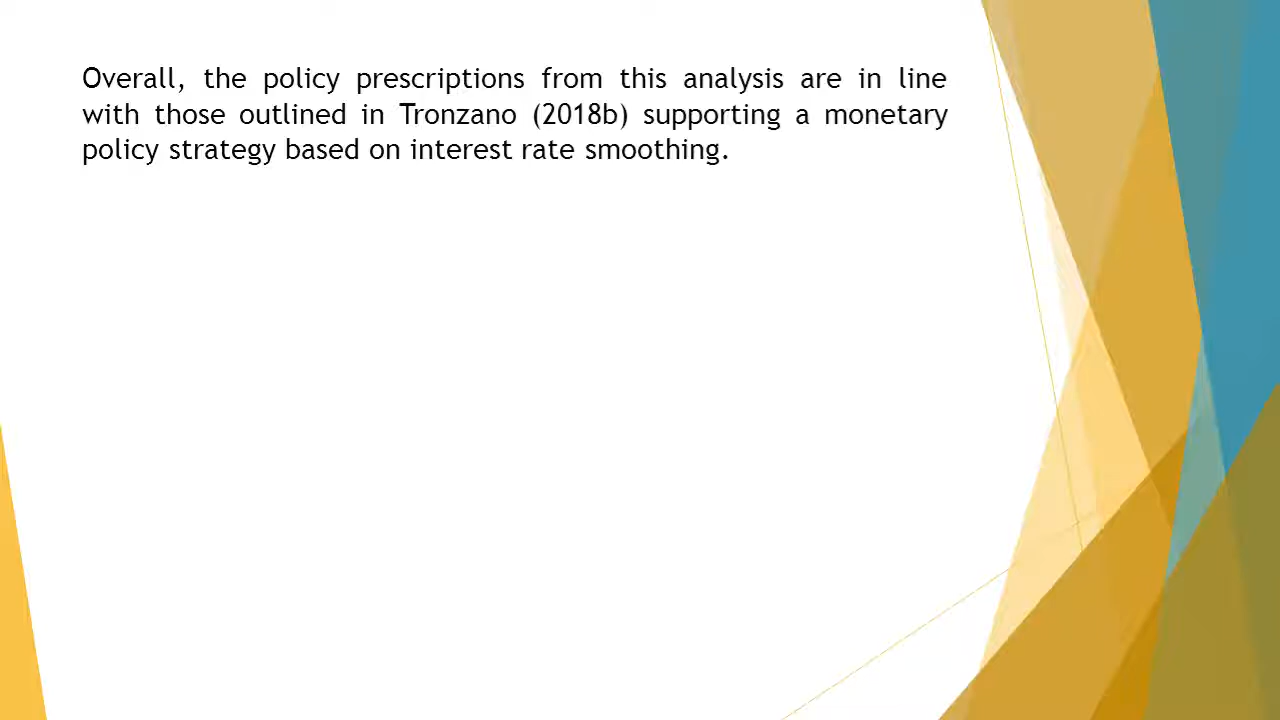 Overall, the policy prescriptions from this analysis are in line
with those outlined in Tronzano (2018b) supporting a monetary
policy strategy based on interest rate smoothing.